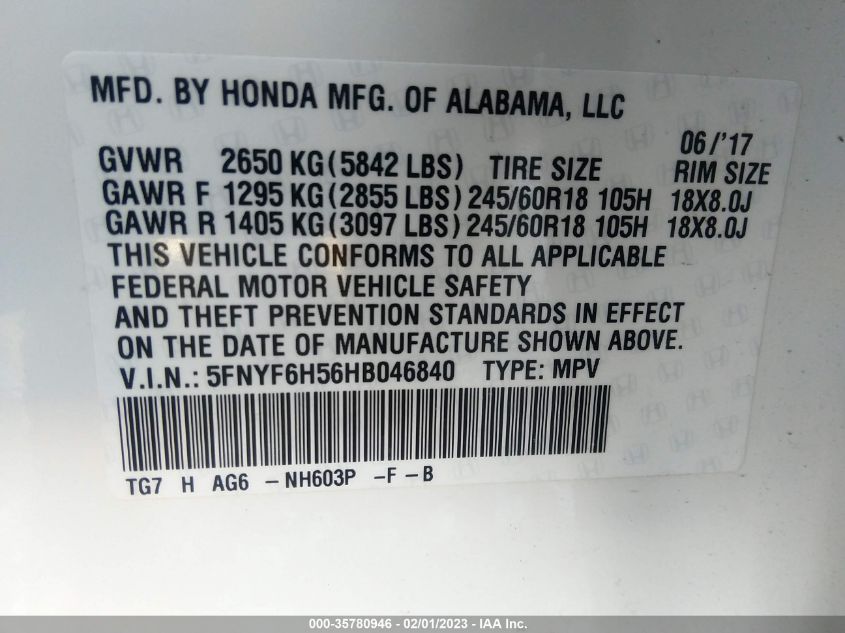 MFD. BY HONDA MFG. OF ALABAMA, LLC
06/'17
GVWR 2650 KG(5842 LBS) TIRE SIZE RIM SIZE
GAWR F 1295 KG(2855 LBS) 245/60R18 105H 18X8.0J
GAWR R 1405 KG(3097 LBS) 245/60R18 105H 18X8.0J
THIS VEHICLE CONFORMS TO ALL APPLICABLE
FEDERAL MOTOR VEHICLE SAFETY
AND THEFT PREVENTION STANDARDS IN EFFECT
ON THE DATE OF MANUFACTURE SHOWN ABOVE.
V.I.N.: 5FNYF6H56HB046840 TYPE: MPV
TG7 H AG6 -NH603P -F -B
000-35780946 - 02/01/2023 - IAA Inc.